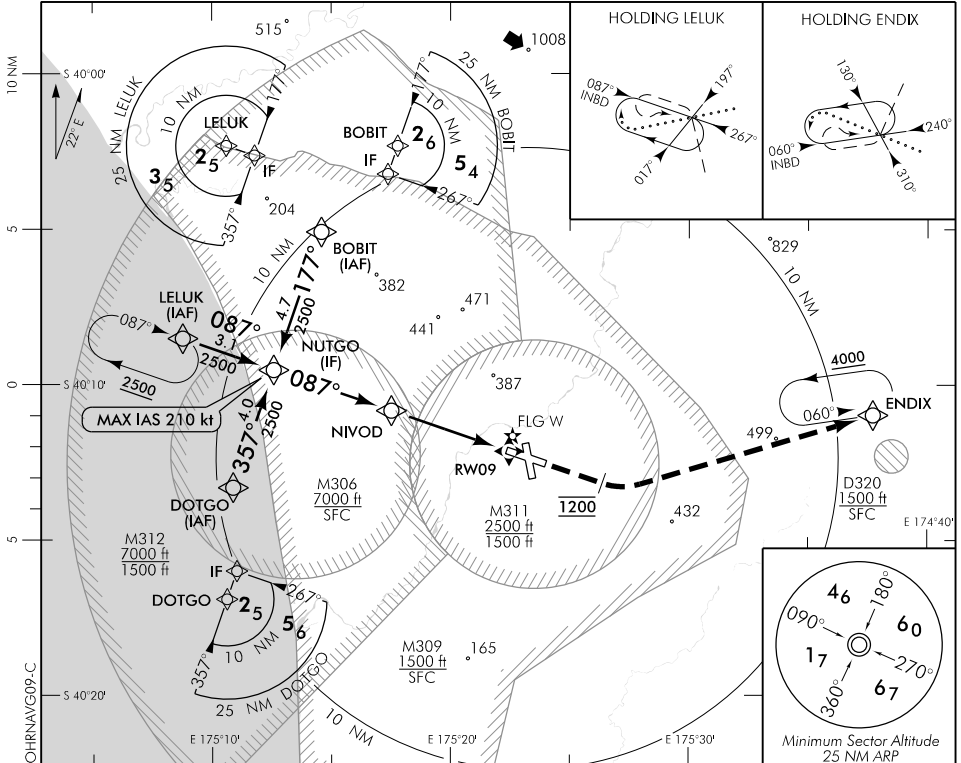 10 NM
S 40°00'
22° E
515
25 NM LELUK
10 NM
LELUK
25
35
IF
177°
357°
204
25 NM BOBIT
177°
10 NM
BOBIT
26
54
IF
267°
1008
HOLDING LELUK
087°
INBD
197°
267°
017°
HOLDING ENDIX
130°
240°
060°
INBD
310°
5
10 NM
BOBIT
(IAF)
177°
4.7
2500
382
471
441
829
10 NM
LELUK
(IAF)
087°
2500
087°
3.1
2500
NUTGO
(IF)
087°
0
S 40°10'
MAX IAS 210 kt
357°
4.0
2500
NIVOD
387
FLG W
RW09
4000
060°
ENDIX
499
DOTGO
(IAF)
M306
7000 ft
SFC
M311
2500 ft
1500 ft
1200
432
D320
1500 ft
SFC
E 174°40'
5
M312
7000 ft
1500 ft
IF
DOTGO
25
267°
56
357°
10 NM
25 NM DOTGO
M309
1500 ft
SFC
165
S 40°20'
10 NM
E 175°10'
E 175°20'
E 175°30'
46
180°
090°
60
17
270°
360°
67
Minimum Sector Altitude
25 NM ARP
OHRNAVG09-C